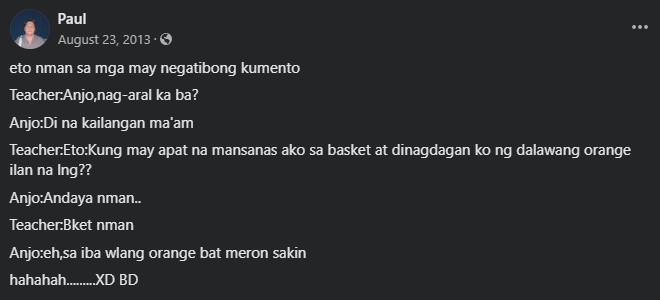 Paul
August 23, 2013 ·
eto nman sa mga may negatibong kumento
Teacher:Anjo,nag-aral ka ba?
Anjo:Di na kailangan ma'am
Teacher:Eto:Kung may apat na mansanas ako sa basket at dinagdagan ko ng dalawang orange
ilan na lng??
Anjo:Andaya nman..
Teacher:Bket nman
Anjo:eh,sa iba wlang orange bat meron sakin
hahahah.........XD BD